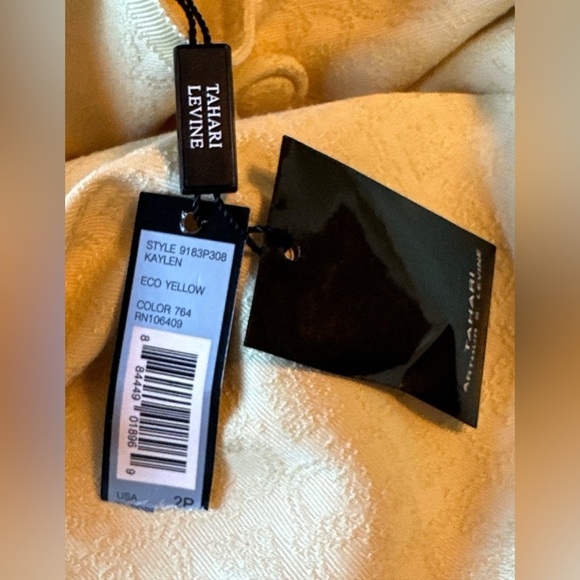 TAHARI
LEVINE
STYLE 9183P308
KAYLEN
ECO YELLOW
COLOR 764
RN106409
8 84449 01896 9
USA 2P
TAHARI
ARTHUR S LEVINE